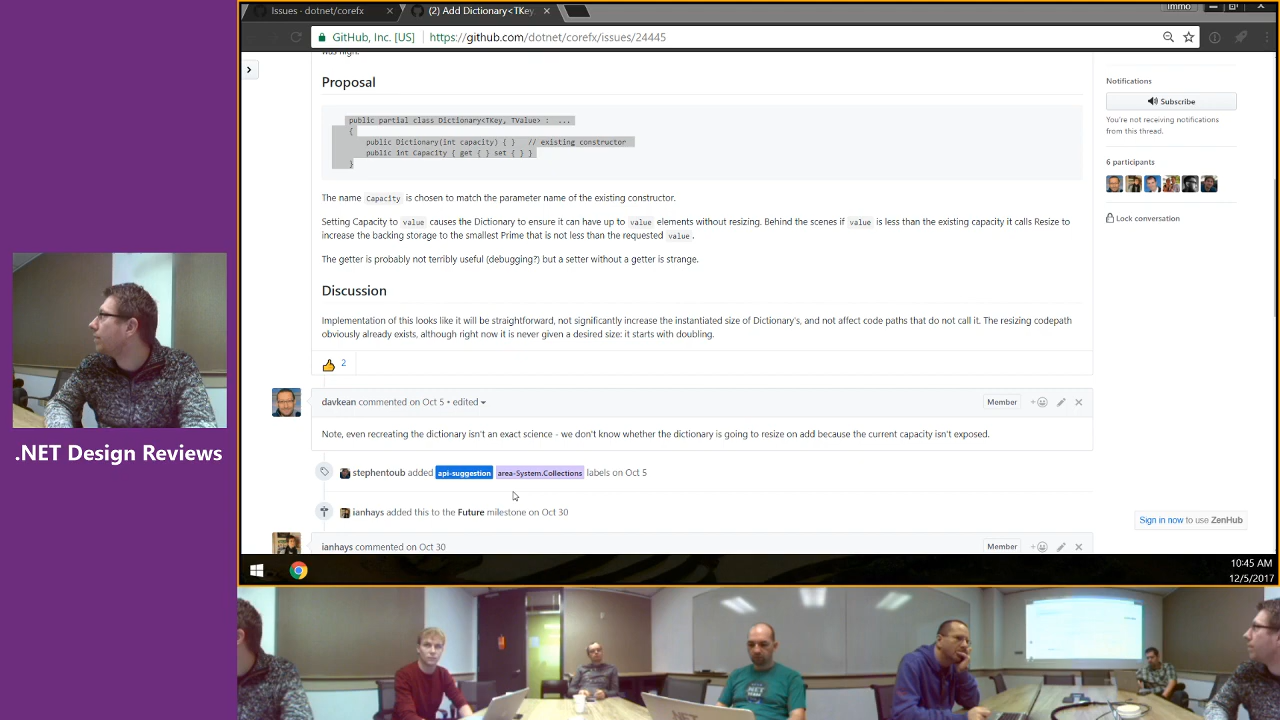 Issues · dotnet/corefx
(2) Add Dictionary<TKey,
Immo
GitHub, Inc. [US]
https://github.com/dotnet/corefx/issues/24445
was high.
Proposal
public partial class Dictionary<TKey, TValue> : ...
{
public Dictionary(int capacity) { } // existing constructor
public int Capacity { get { } set { } }
}
The name Capacity is chosen to match the parameter name of the existing constructor.
Setting Capacity to value causes the Dictionary to ensure it can have up to value elements without resizing. Behind the scenes if value is less than the existing capacity it calls Resize to
increase the backing storage to the smallest Prime that is not less than the requested value.
The getter is probably not terribly useful (debugging?) but a setter without a getter is strange.
Discussion
Implementation of this looks like it will be straightforward, not significantly increase the instantiated size of Dictionary's, and not affect code paths that do not call it. The resizing codepath
obviously already exists, although right now it is never given a desired size: it starts with doubling.
2
davkean commented on Oct 5 • edited
Member
Note, even recreating the dictionary isn't an exact science - we don't know whether the dictionary is going to resize on add because the current capacity isn't exposed.
stephentoub added api-suggestion area-System.Collections labels on Oct 5
ianhays added this to the Future milestone on Oct 30
ianhays commented on Oct 30
Member
Notifications
Subscribe
You're not receiving notifications
from this thread.
6 participants
Lock conversation
Sign in now to use ZenHub
10:45 AM
12/5/2017
.NET Design Reviews
.NET